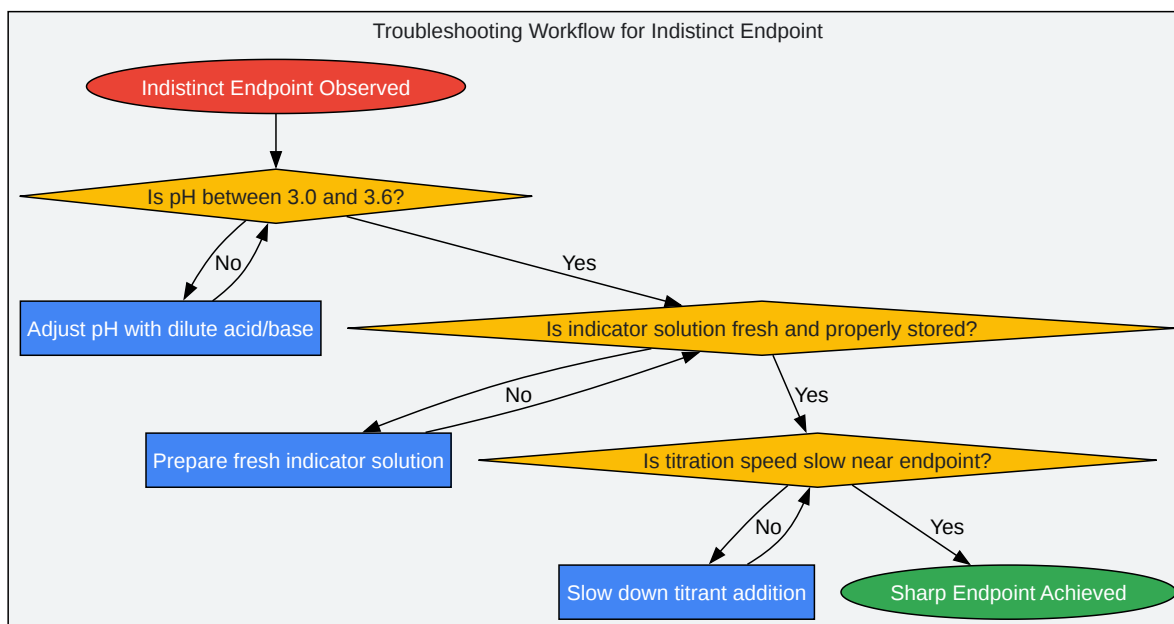 Troubleshooting Workflow for Indistinct Endpoint
Indistinct Endpoint Observed
Is pH between 3.0 and 3.6?
No
Yes
Adjust pH with dilute acid/base
Is indicator solution fresh and properly stored?
No
Yes
Prepare fresh indicator solution
Is titration speed slow near endpoint?
No
Yes
Slow down titrant addition
Sharp Endpoint Achieved